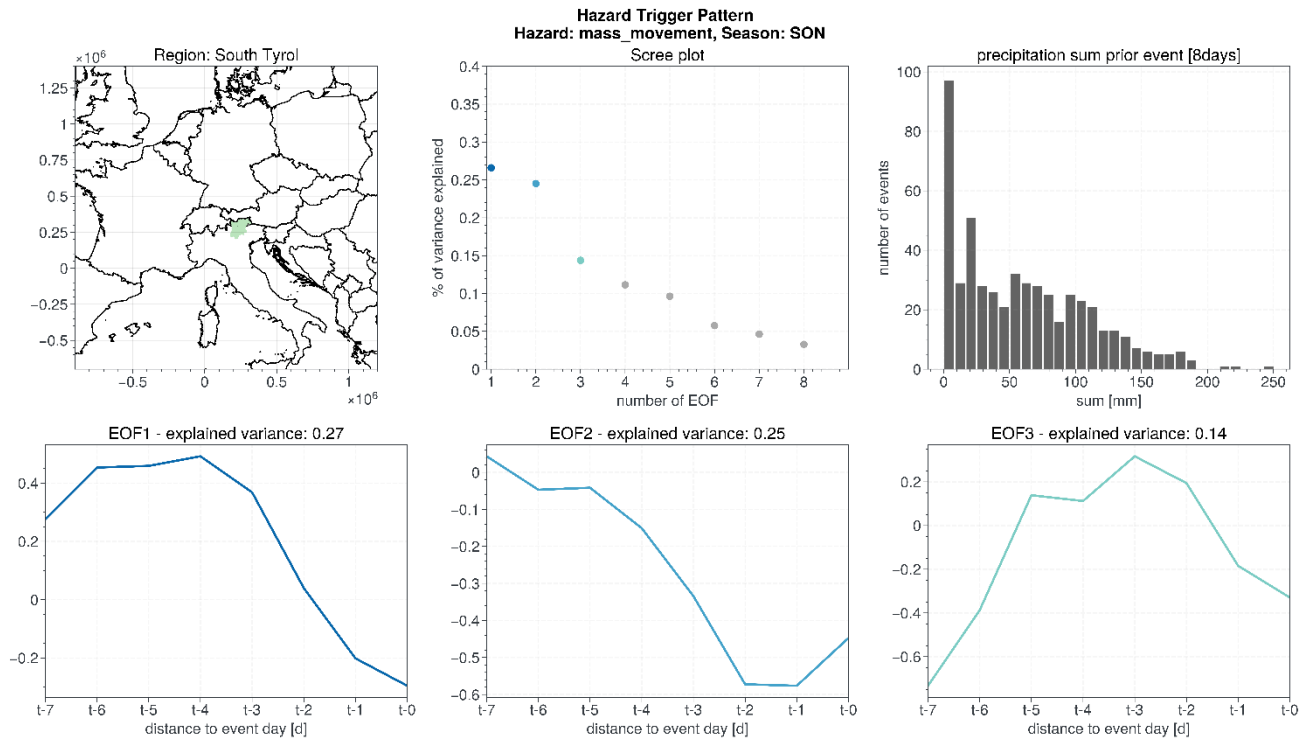 Hazard Trigger Pattern
Hazard: mass_movement, Season: SON
Region: South Tyrol
×10⁶
1.25
1
0.75
0.5
0.25
0
−0.25
−0.5
−0.5
0
0.5
1
×10⁶
Scree plot
% of variance explained
0.4
0.35
0.3
0.25
0.2
0.15
0.1
0.05
0
1
2
3
4
5
6
7
8
number of EOF
precipitation sum prior event [8days]
number of events
100
80
60
40
20
0
0
50
100
150
200
250
sum [mm]
EOF1 - explained variance: 0.27
0.4
0.2
0
−0.2
t-7
t-6
t-5
t-4
t-3
t-2
t-1
t-0
distance to event day [d]
EOF2 - explained variance: 0.25
0
−0.1
−0.2
−0.3
−0.4
−0.5
−0.6
t-7
t-6
t-5
t-4
t-3
t-2
t-1
t-0
distance to event day [d]
EOF3 - explained variance: 0.14
0.2
0
−0.2
−0.4
−0.6
t-7
t-6
t-5
t-4
t-3
t-2
t-1
t-0
distance to event day [d]